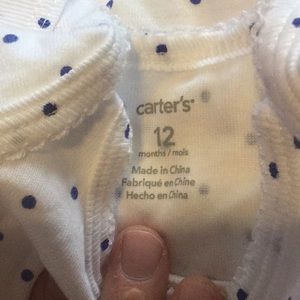 carter's®
12
months / mois
Made in China
Fabriqué en Chine
Hecho en China